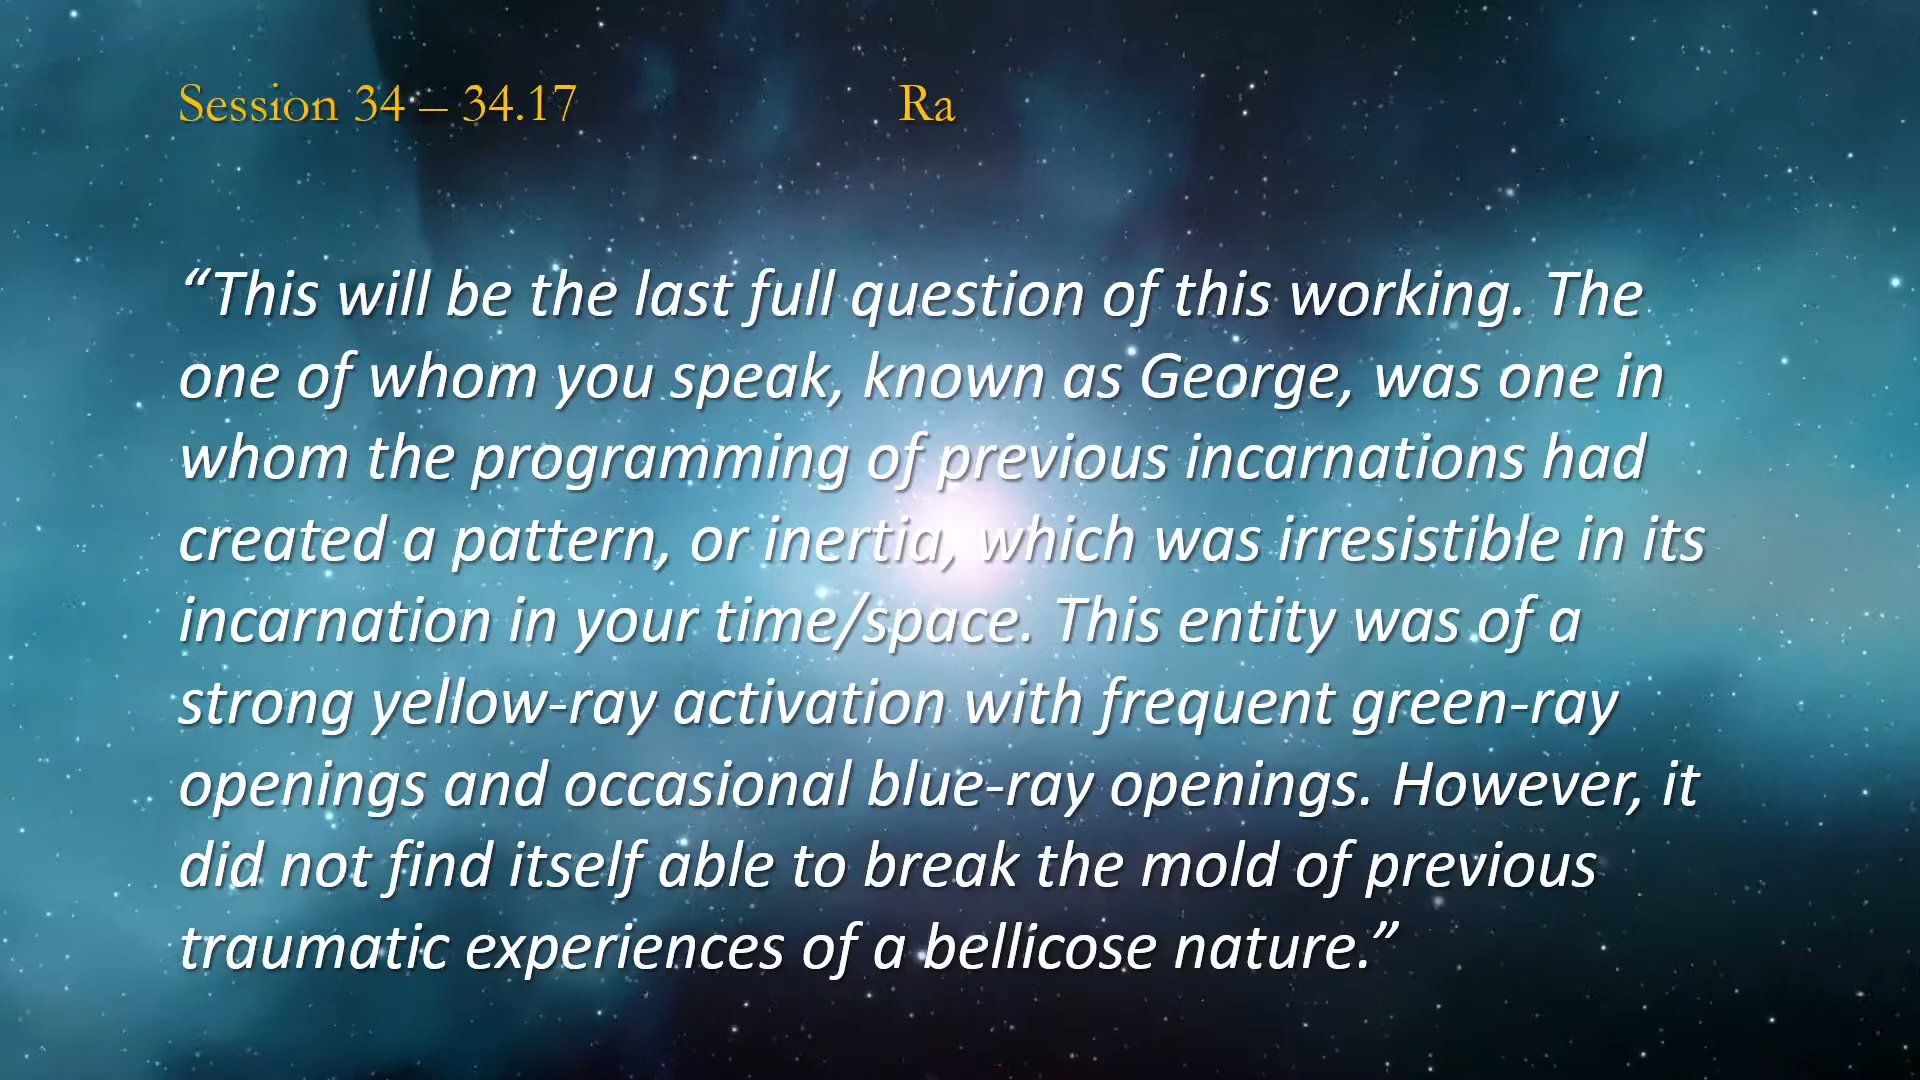 Session 34 – 34.17 Ra
“This will be the last full question of this working. The
one of whom you speak, known as George, was one in
whom the programming of previous incarnations had
created a pattern, or inertia, which was irresistible in its
incarnation in your time/space. This entity was of a
strong yellow-ray activation with frequent green-ray
openings and occasional blue-ray openings. However, it
did not find itself able to break the mold of previous
traumatic experiences of a bellicose nature.”